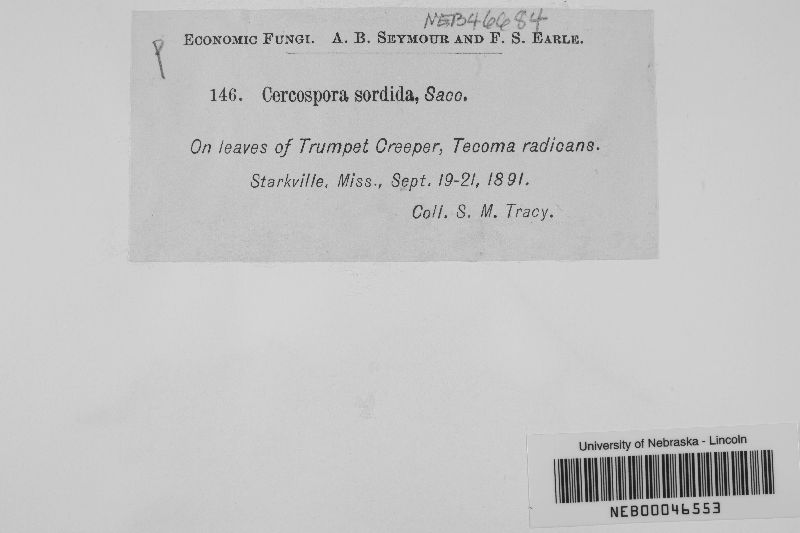 NEB46684
ECONOMIC FUNGI. A. B. SEYMOUR AND F. S. EARLE.
146. Cercospora sordida, Sacc.
On leaves of Trumpet Creeper, Tecoma radicans.
Starkville, Miss., Sept. 19-21, 1891.
Coll. S. M. Tracy.
University of Nebraska - Lincoln
NEB00046553